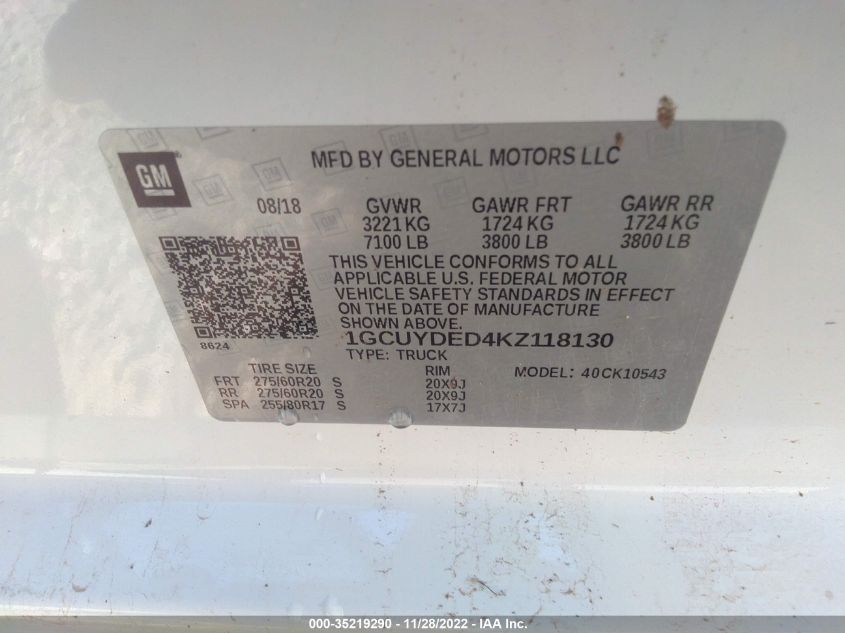 GM
MFD BY GENERAL MOTORS LLC
08/18 GVWR GAWR FRT GAWR RR
3221 KG 1724 KG 1724 KG
7100 LB 3800 LB 3800 LB
THIS VEHICLE CONFORMS TO ALL
APPLICABLE U.S. FEDERAL MOTOR
VEHICLE SAFETY STANDARDS IN EFFECT
ON THE DATE OF MANUFACTURE
SHOWN ABOVE.
8624
1GCUYDED4KZ118130
TYPE: TRUCK
TIRE SIZE RIM MODEL: 40CK10543
FRT 275/60R20 S 20X9J
RR 275/60R20 S 20X9J
SPA 255/80R17 S 17X7J
000-35219290 - 11/28/2022 - IAA Inc.